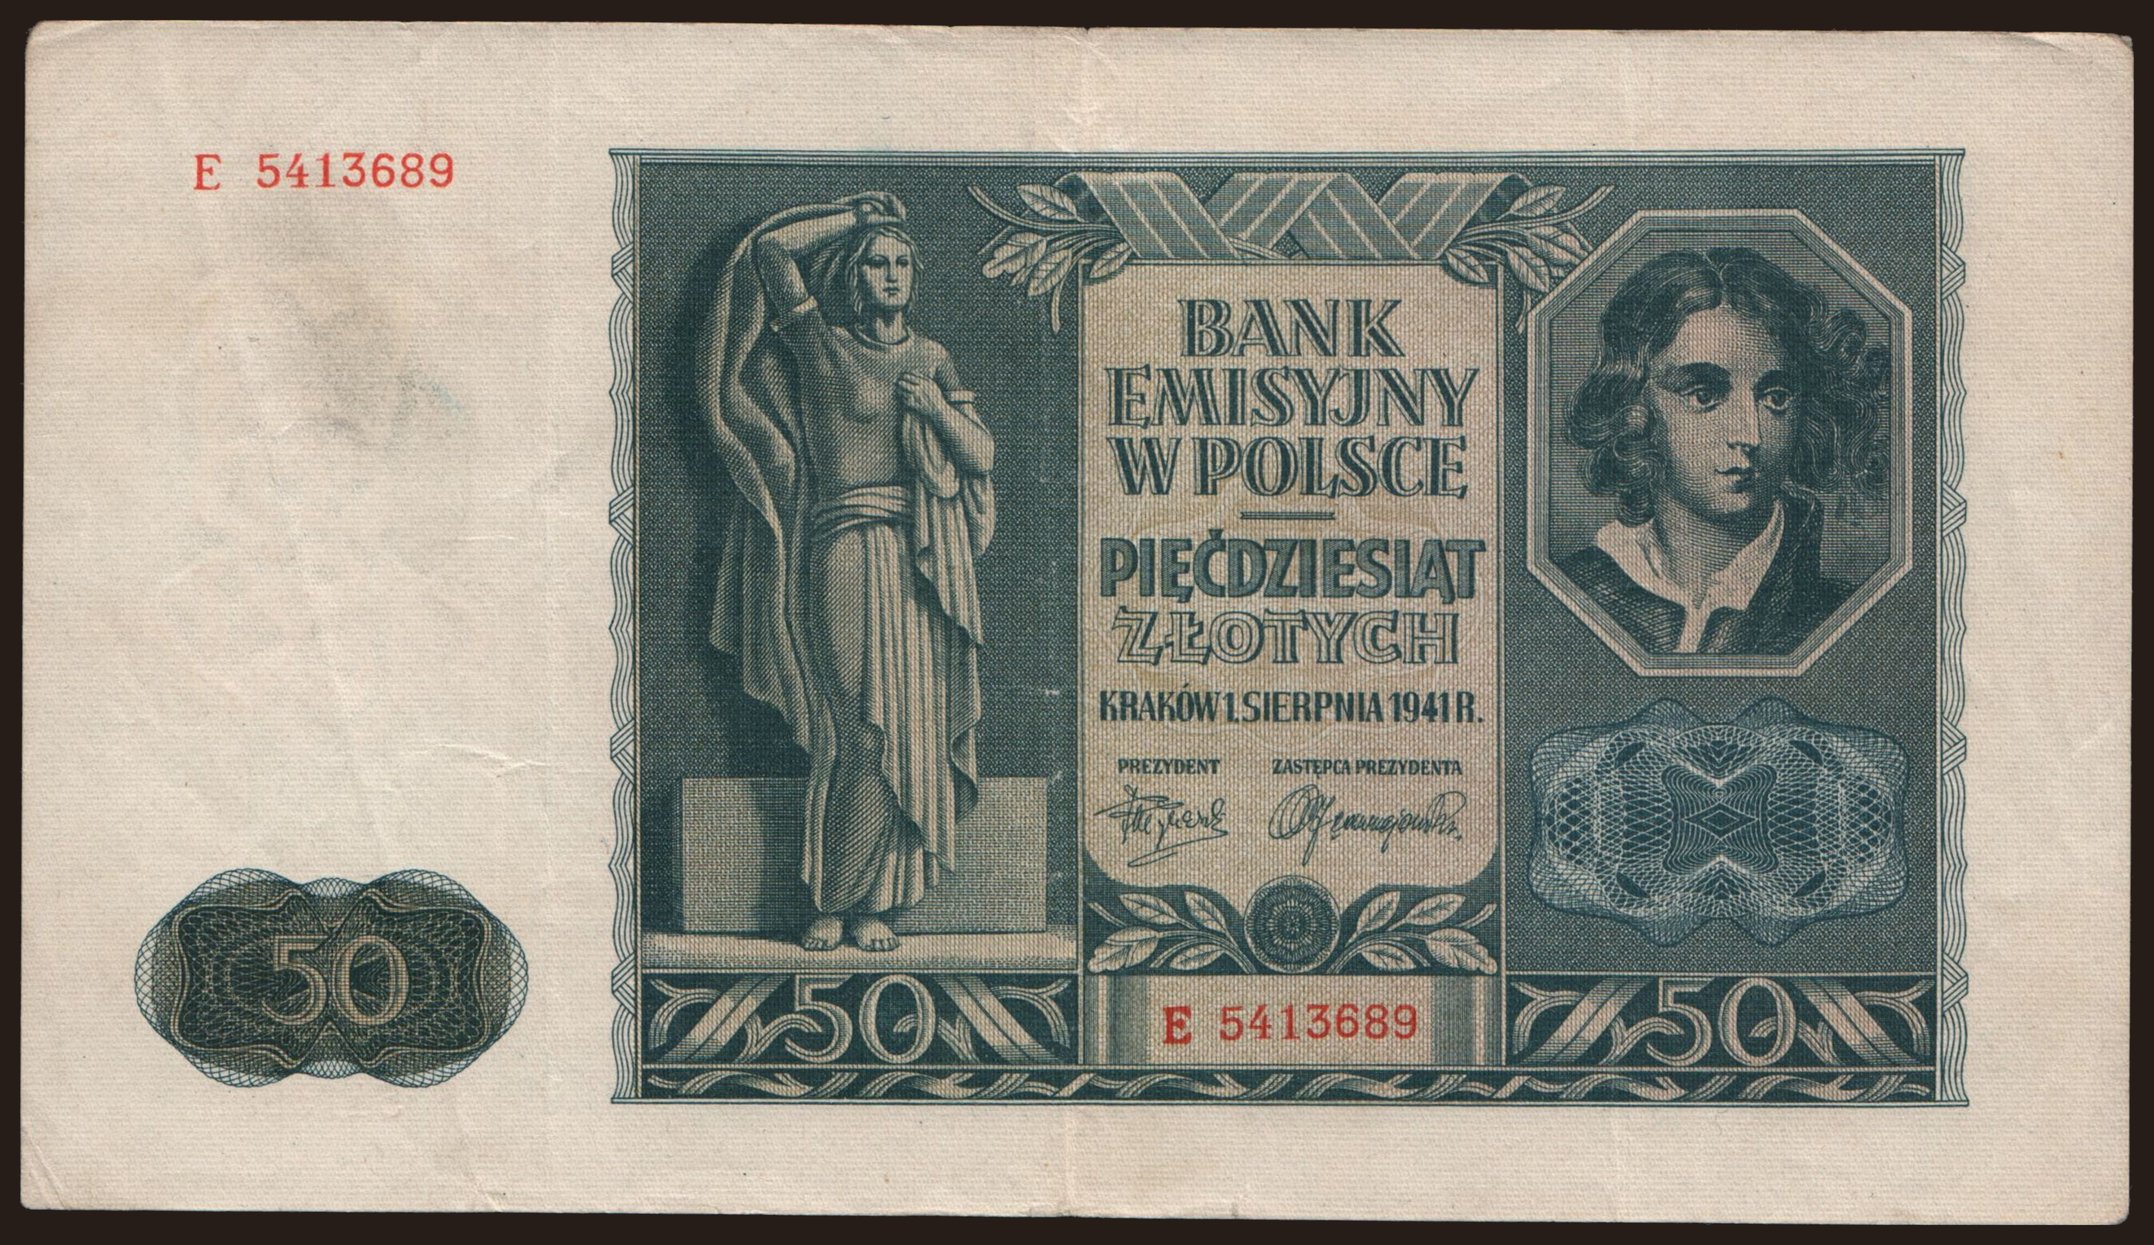 E 5413689
BANK
EMISYJNY
W POLSCE
PIĘĆDZIESIĄT
ZŁOTYCH
KRAKÓW 1. SIERPNIA 1941 R.
PREZYDENT ZASTĘPCA PREZYDENTA
50
50 E 5413689 50